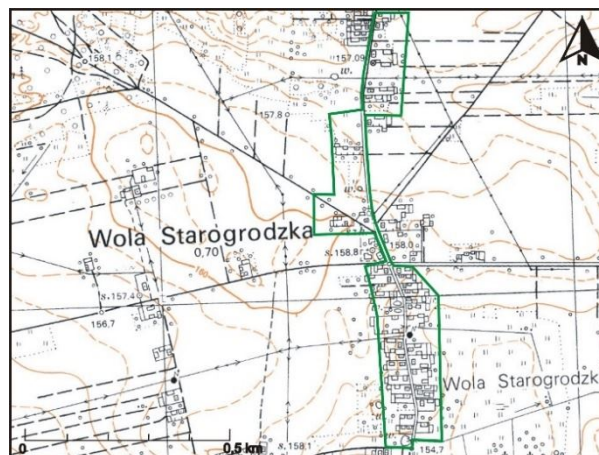 158,1
157,09
w.
157.8
N
w.
Wola Starogrodzka
0,70
160
s.158.8
158.0
s.157.4
156.7
Wola Starogrodzk
0
0,5 km
s.158.1
154.7